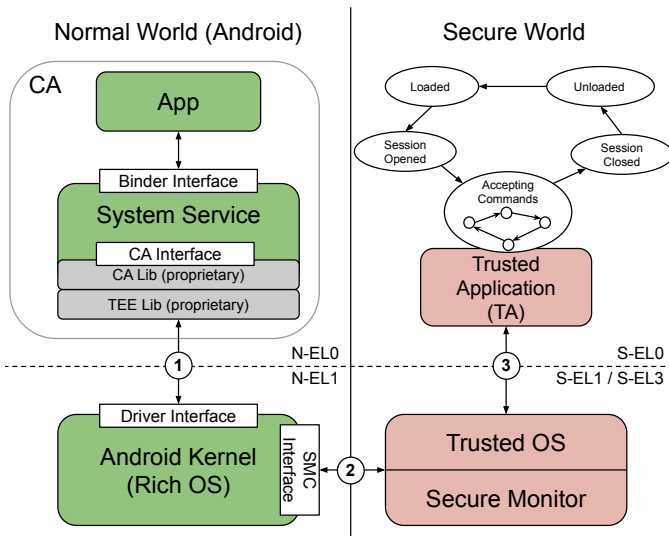 Normal World (Android)
Secure World
CA
App
Binder Interface
System Service
CA Interface
CA Lib (proprietary)
TEE Lib (proprietary)
Loaded
Unloaded
Session
Opened
Session
Closed
Accepting
Commands
Trusted
Application
(TA)
1
N-EL0
N-EL1
3
S-EL0
S-EL1 / S-EL3
Driver Interface
Android Kernel
(Rich OS)
SMC
Interface
2
Trusted OS
Secure Monitor